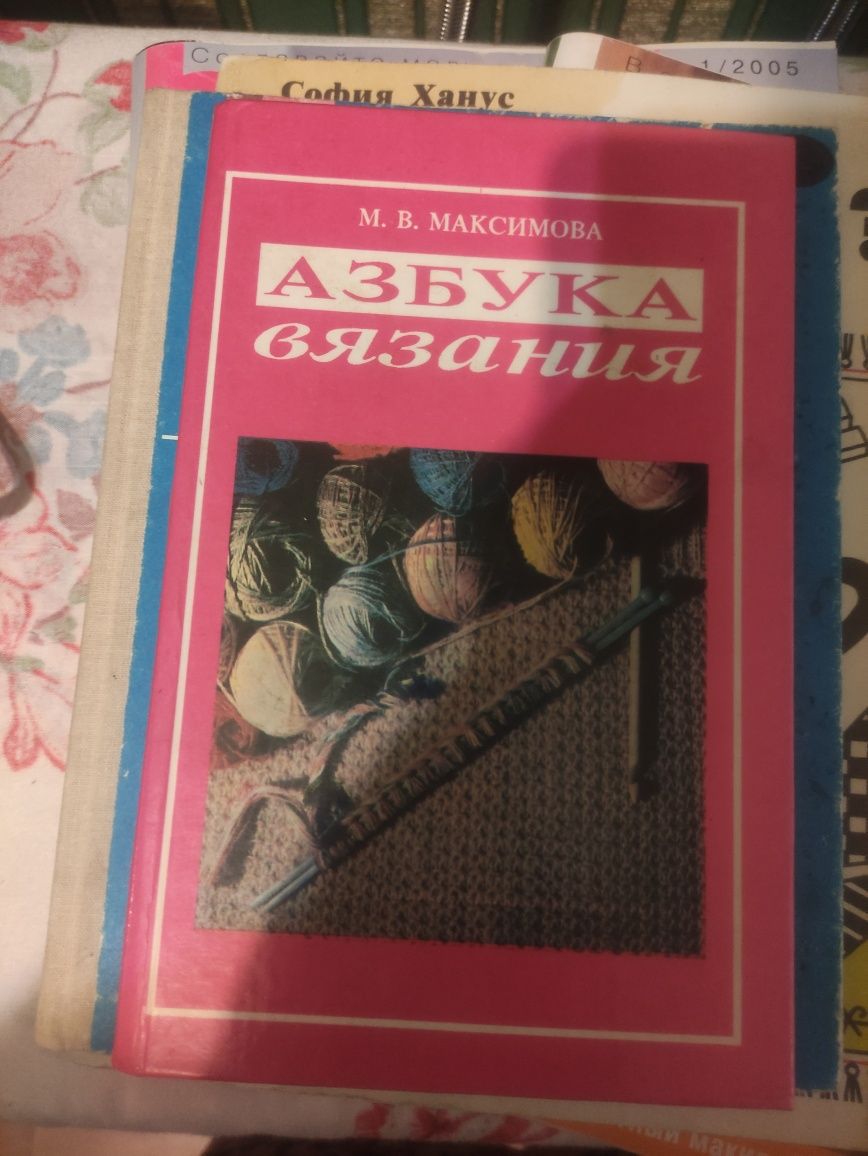 В 1/2005
София Ханус
М. В. МАКСИМОВА
АЗБУКА
вязания